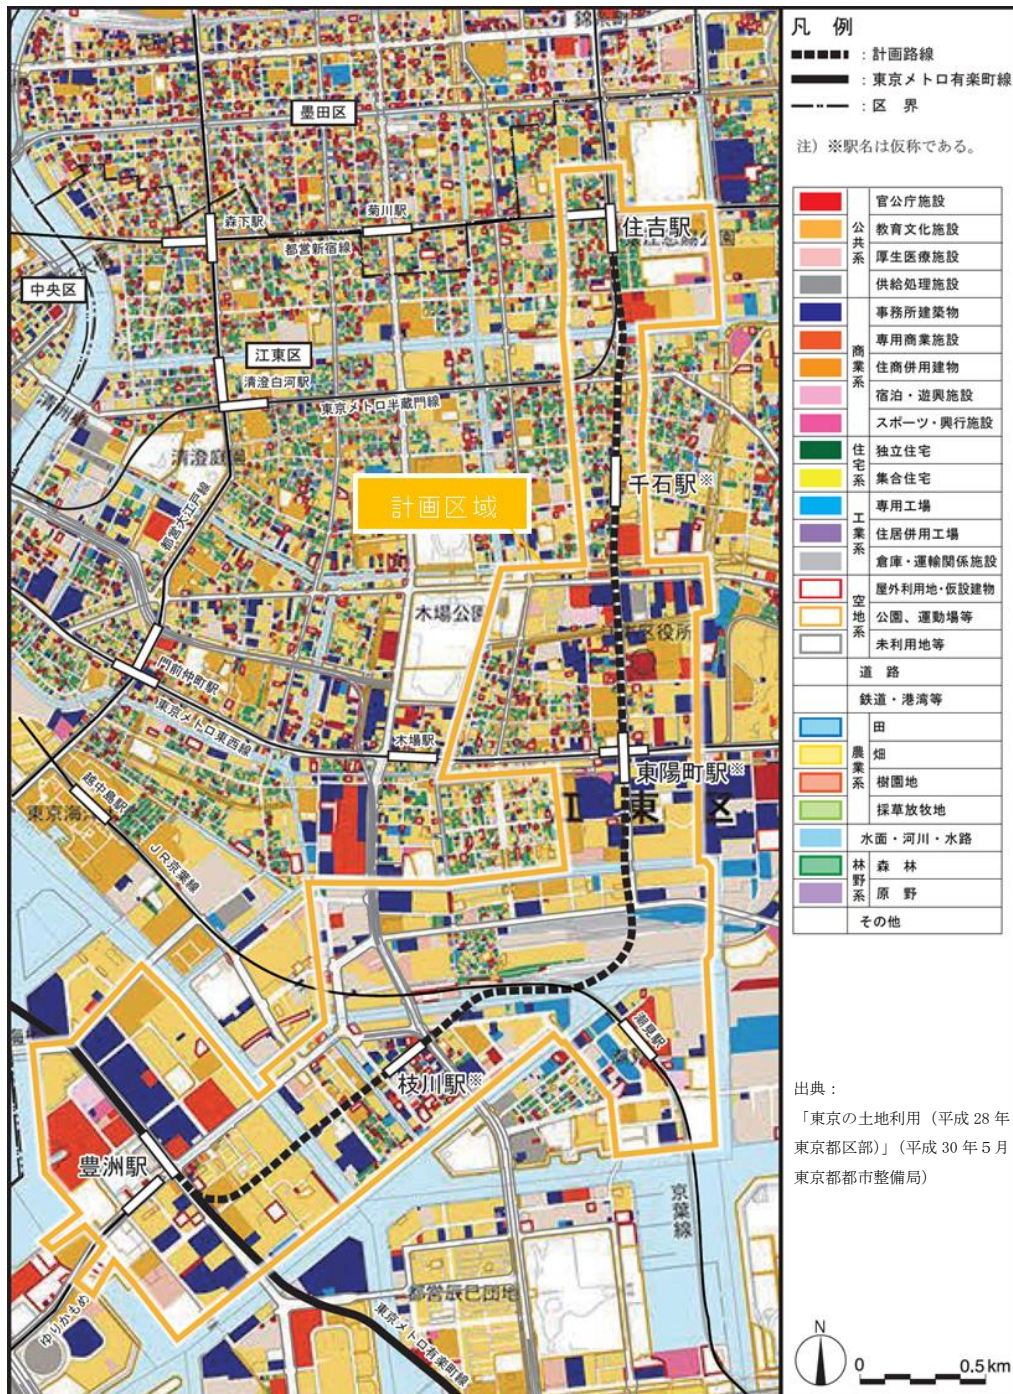 凡 例
：計画路線
：東京メトロ有楽町線
：区 界
注）※駅名は仮称である。
公共系
官公庁施設
教育文化施設
厚生医療施設
供給処理施設
商業系
事務所建築物
専用商業施設
住商併用建物
宿泊・遊興施設
スポーツ・興行施設
住宅系
独立住宅
集合住宅
工業系
専用工場
住居併用工場
倉庫・運輸関係施設
空地系
屋外利用地・仮設建物
公園、運動場等
未利用地等
道 路
鉄道・港湾等
農業系
田
畑
樹園地
採草放牧地
水面・河川・水路
林野系
森 林
原 野
その他
出典：
「東京の土地利用（平成 28 年
東京都区部）」（平成 30 年５月
東京都都市整備局）
N
0
0.5km
墨田区
森下駅
菊川駅
都営新宿線
住吉駅
中央区
江東区
清澄白河駅
東京メトロ半蔵門線
清澄庭園
都営大江戸線
計画区域
千石駅※
木場公園
区役所
門前仲町駅
東京メトロ東西線
木場駅
東陽町駅※
江 東 区
越中島駅
東京海
ＪＲ京葉線
潮見駅
枝川駅※
豊洲駅
京葉線
都営辰巳団地
ゆりかもめ
東京メトロ有楽町線